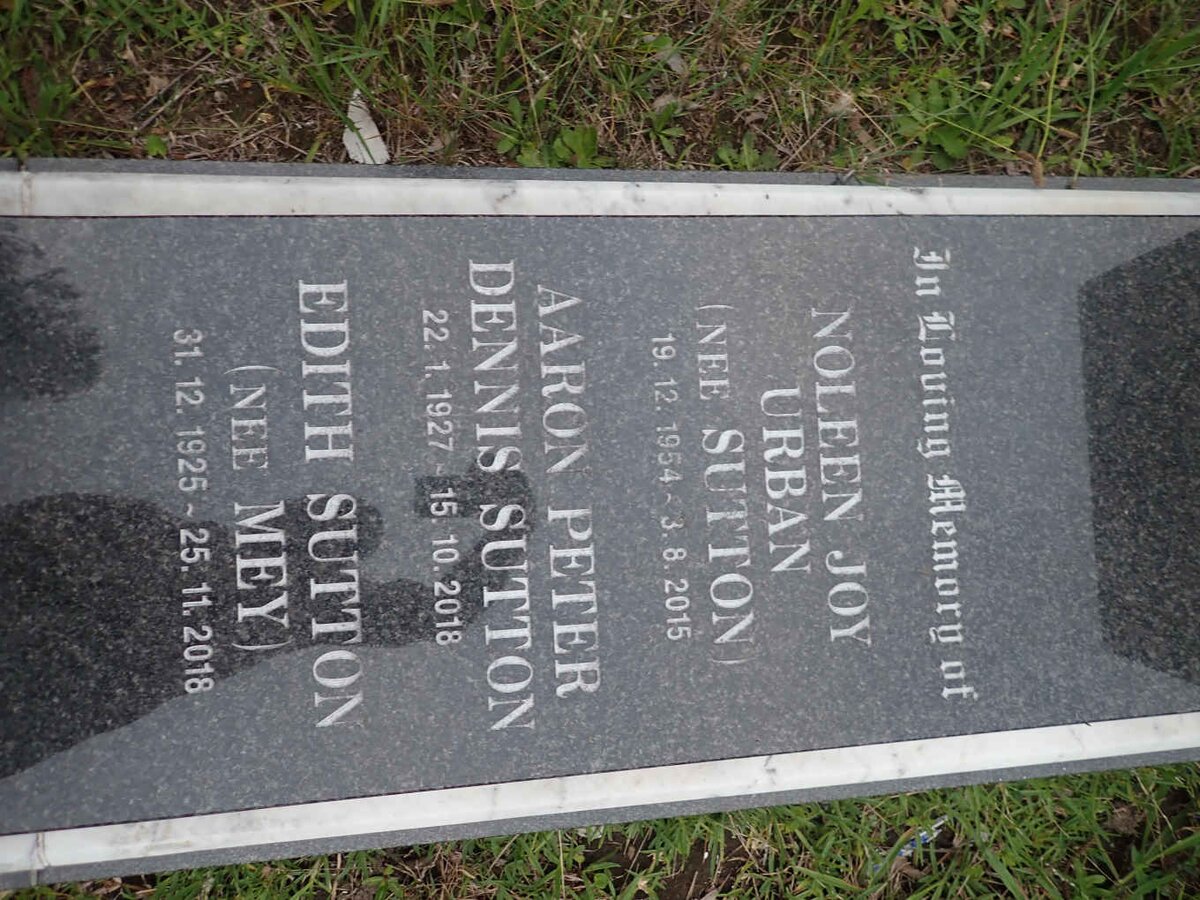 In Loving Memory of
NOLEEN JOY
URBAN
(NEE SUTTON)
19. 12. 1954 ~ 3. 8. 2015
AARON PETER
DENNIS SUTTON
22. 1. 1927 ~ 15. 10. 2018
EDITH SUTTON
(NEE MEY)
31. 12. 1925 ~ 25. 11. 2018